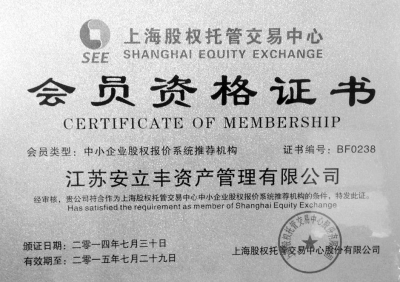 上海股权托管交易中心
SEE SHANGHAI EQUITY EXCHANGE
会员资格证书
CERTIFICATE OF MEMBERSHIP
会员类型：中小企业股权报价系统推荐机构 证书编号：BF0238
江苏安立丰资产管理有限公司
经审核，贵公司符合作为上海股权托管交易中心中小企业股权报价系统推荐机构的条件，特发此证。
Has satisfied the requirement as member of Shanghai Equity Exchange
颁证日期：二零一四年七月三十日
上海股权托管交易中心股份有限公司
有效期至：二零一五年七月二十九日